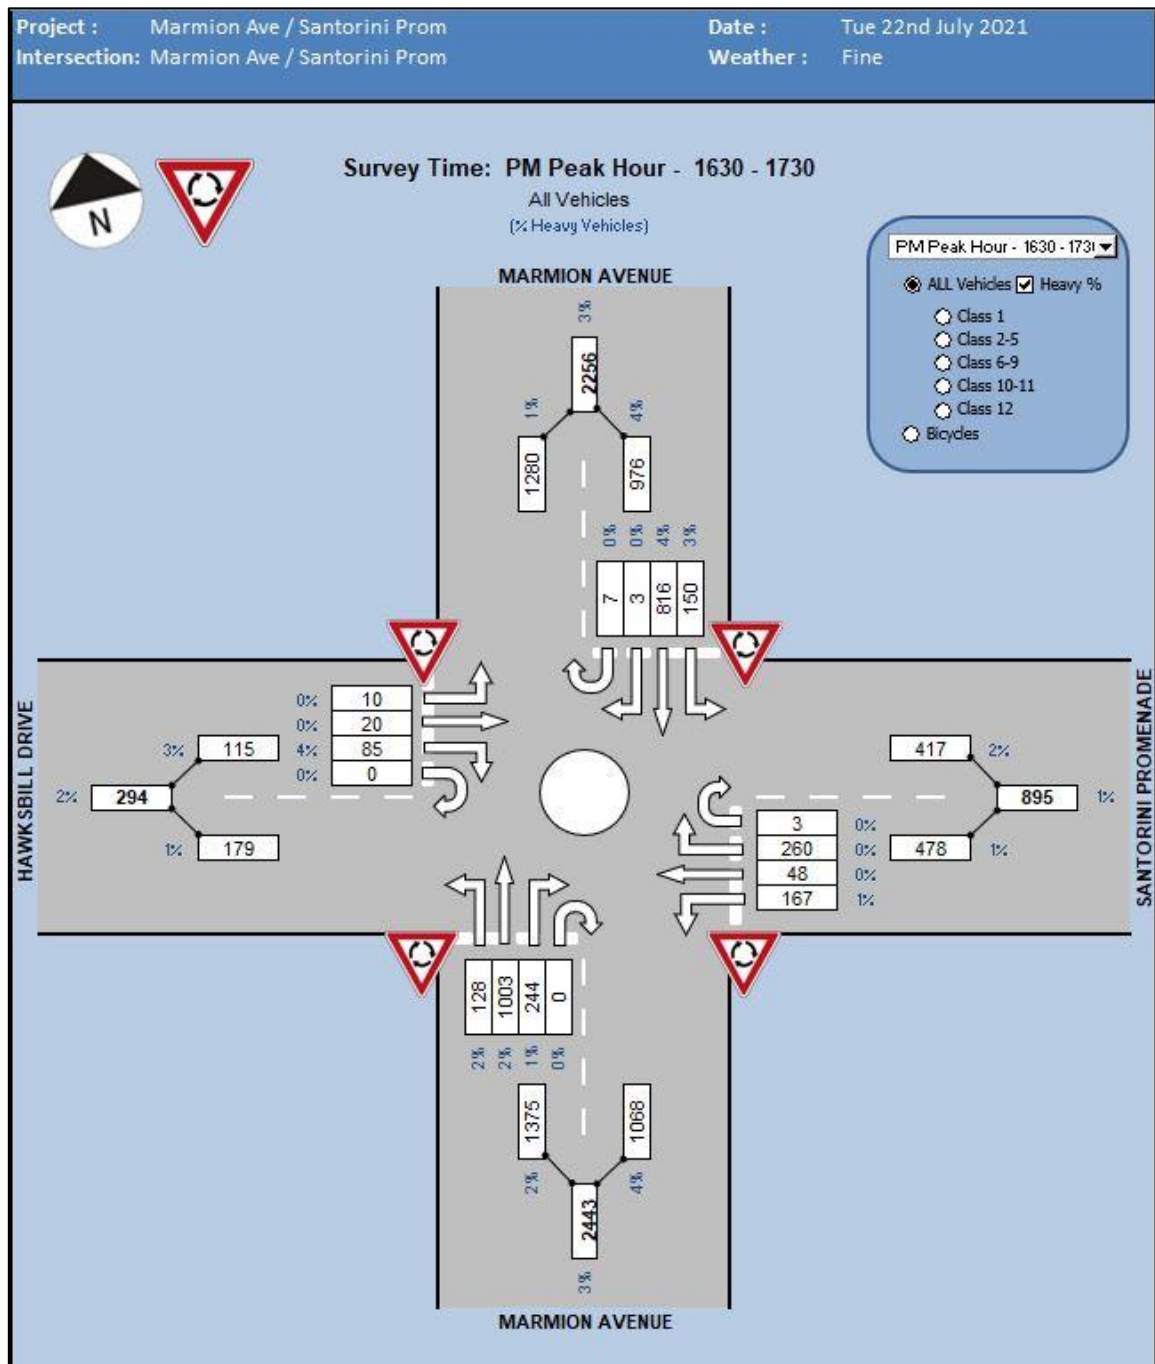 Project : Marmion Ave / Santorini Prom Date : Tue 22nd July 2021
Intersection: Marmion Ave / Santorini Prom Weather : Fine
N
Survey Time: PM Peak Hour - 1630 - 1730
All Vehicles
(% Heavy Vehicles)
PM Peak Hour - 1630 - 173
ALL Vehicles Heavy %
Class 1
Class 2-5
Class 6-9
Class 10-11
Class 12
Bicycles
MARMION AVENUE
3%
2256
1% 4%
1280 976
0% 0% 4% 3%
7 3 816 150
HAWKSBILL DRIVE
0% 10
0% 20
4% 85
0% 0
3% 115
2% 294
1% 179
SANTORINI PROMENADE
417 2%
895 1%
478 1%
3 0%
260 0%
48 0%
167 1%
128 1003 244 0
2% 2% 1% 0%
1375 1068
2% 4%
2443
3%
MARMION AVENUE